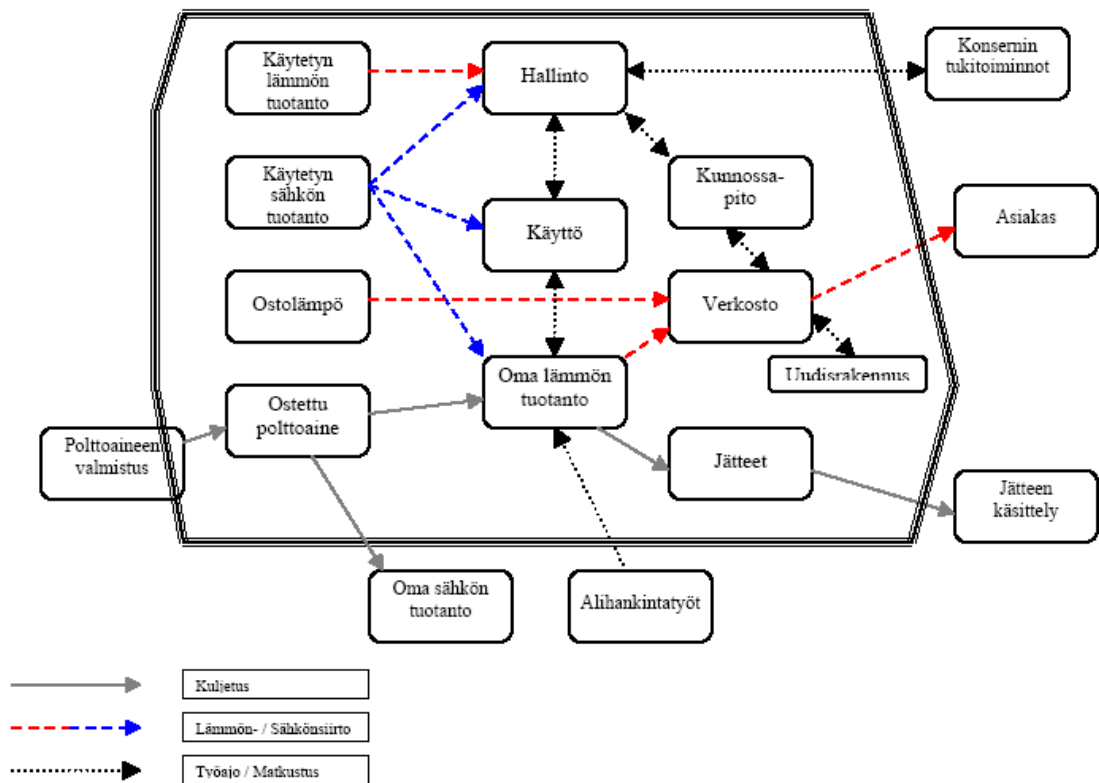 Käytetyn
lämmön
tuotanto
Hallinto
Konsernin
tukitoiminnot
Käytetyn
sähkön
tuotanto
Kunnossa-
pito
Käyttö
Asiakas
Ostolämpö
Verkosto
Uudisrakennus
Oma lämmön
tuotanto
Ostettu
polttoaine
Polttoaineen
valmistus
Jätteet
Jätteen
käsittely
Oma sähkön
tuotanto
Alihankintatyöt
Kuljetus
Lämmön- / Sähkönsiirto
Työajo / Matkustus